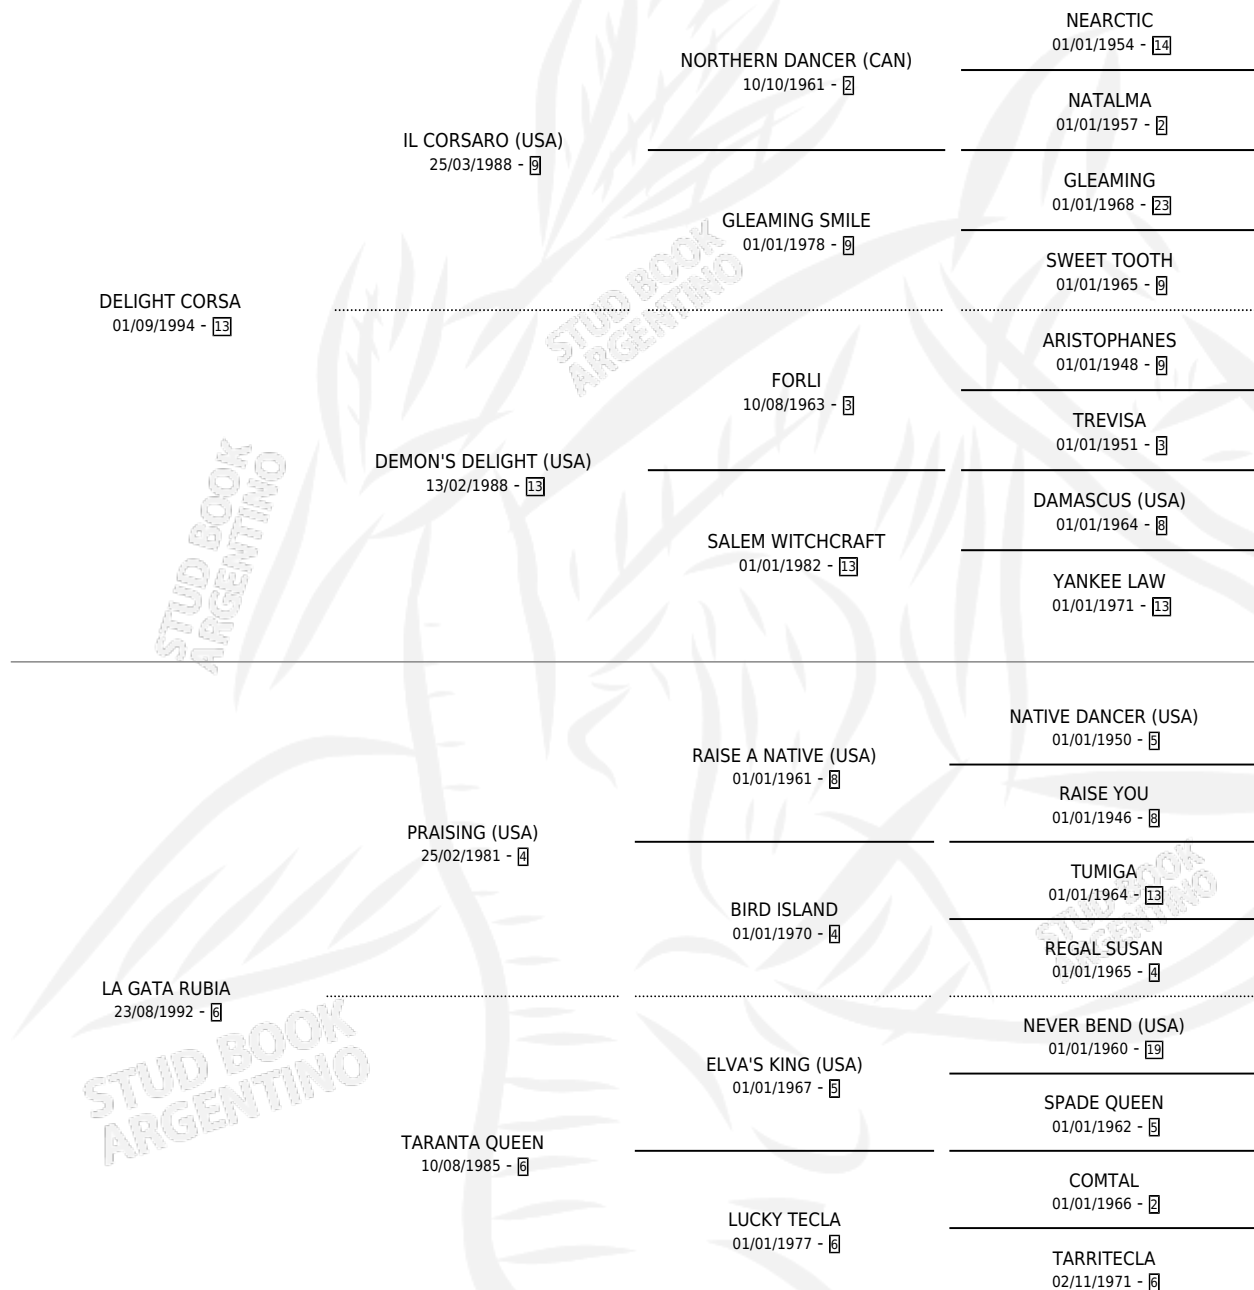 NEARCTIC
01/01/1954 - 14
NORTHERN DANCER (CAN)
10/10/1961 - 2
NATALMA
01/01/1957 - 2
IL CORSARO (USA)
25/03/1988 - 9
GLEAMING
01/01/1968 - 23
GLEAMING SMILE
01/01/1978 - 9
SWEET TOOTH
01/01/1965 - 9
DELIGHT CORSA
01/09/1994 - 13
STUD BOOK
ARGENTINO
ARISTOPHANES
01/01/1948 - 9
FORLI
10/08/1963 - 3
TREVISA
01/01/1951 - 3
DEMON'S DELIGHT (USA)
13/02/1988 - 13
DAMASCUS (USA)
01/01/1964 - 8
SALEM WITCHCRAFT
01/01/1982 - 13
YANKEE LAW
01/01/1971 - 13
STUD BOOK
ARGENTINO
NATIVE DANCER (USA)
01/01/1950 - 5
RAISE A NATIVE (USA)
01/01/1961 - 8
RAISE YOU
01/01/1946 - 8
PRAISING (USA)
25/02/1981 - 4
TUMIGA
01/01/1964 - 13
BIRD ISLAND
01/01/1970 - 4
STUD BOOK
ARGENTINO
REGAL SUSAN
01/01/1965 - 4
LA GATA RUBIA
23/08/1992 - 6
STUD BOOK
ARGENTINO
NEVER BEND (USA)
01/01/1960 - 19
ELVA'S KING (USA)
01/01/1967 - 5
SPADE QUEEN
01/01/1962 - 5
TARANTA QUEEN
10/08/1985 - 6
COMTAL
01/01/1966 - 2
LUCKY TECLA
01/01/1977 - 6
TARRITECLA
02/11/1971 - 6